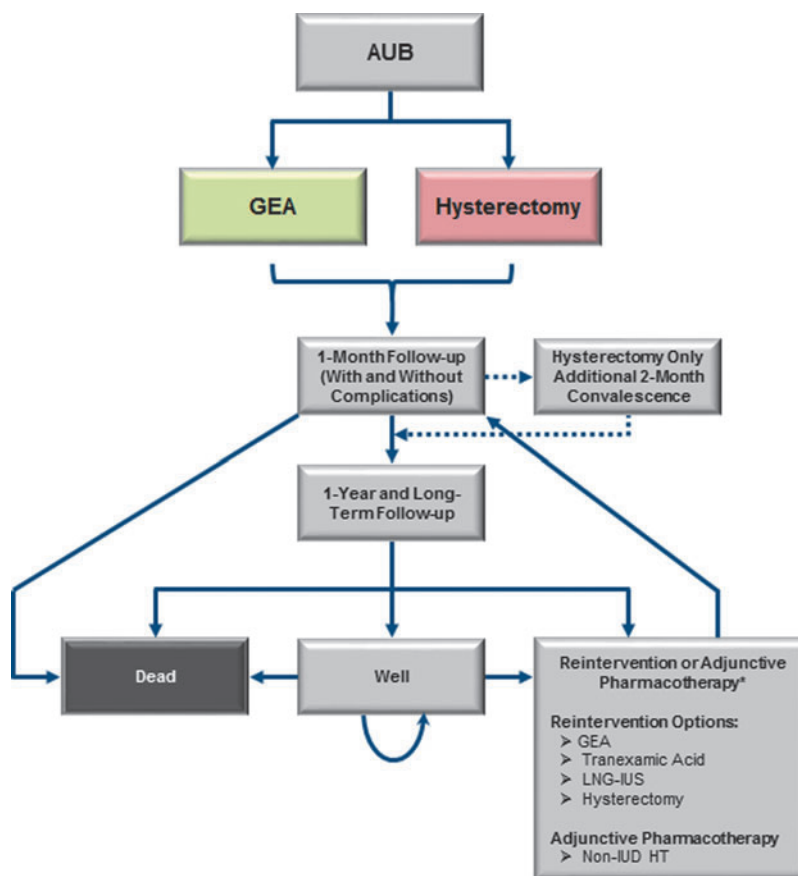 AUB
GEA
Hysterectomy
1-Month Follow-up
(With and Without
Complications)
Hysterectomy Only
Additional 2-Month
Convalescence
1-Year and Long-
Term Follow-up
Dead
Well
Reintervention or Adjunctive
Pharmacotherapy*
Reintervention Options:
➢ GEA
➢ Tranexamic Acid
➢ LNG-IUS
➢ Hysterectomy
Adjunctive Pharmacotherapy
➢ Non-IUD HT